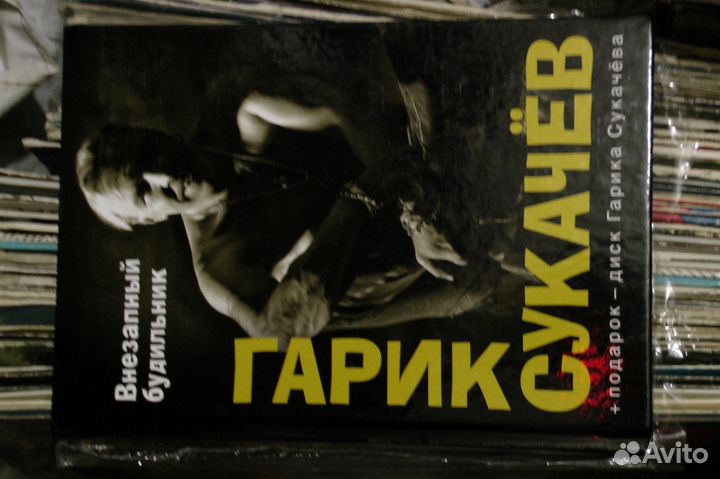 Внезапный
будильник
ГАРИК
СУКАЧЁВ
+ подарок – диск Гарика Сукачёва
Avito